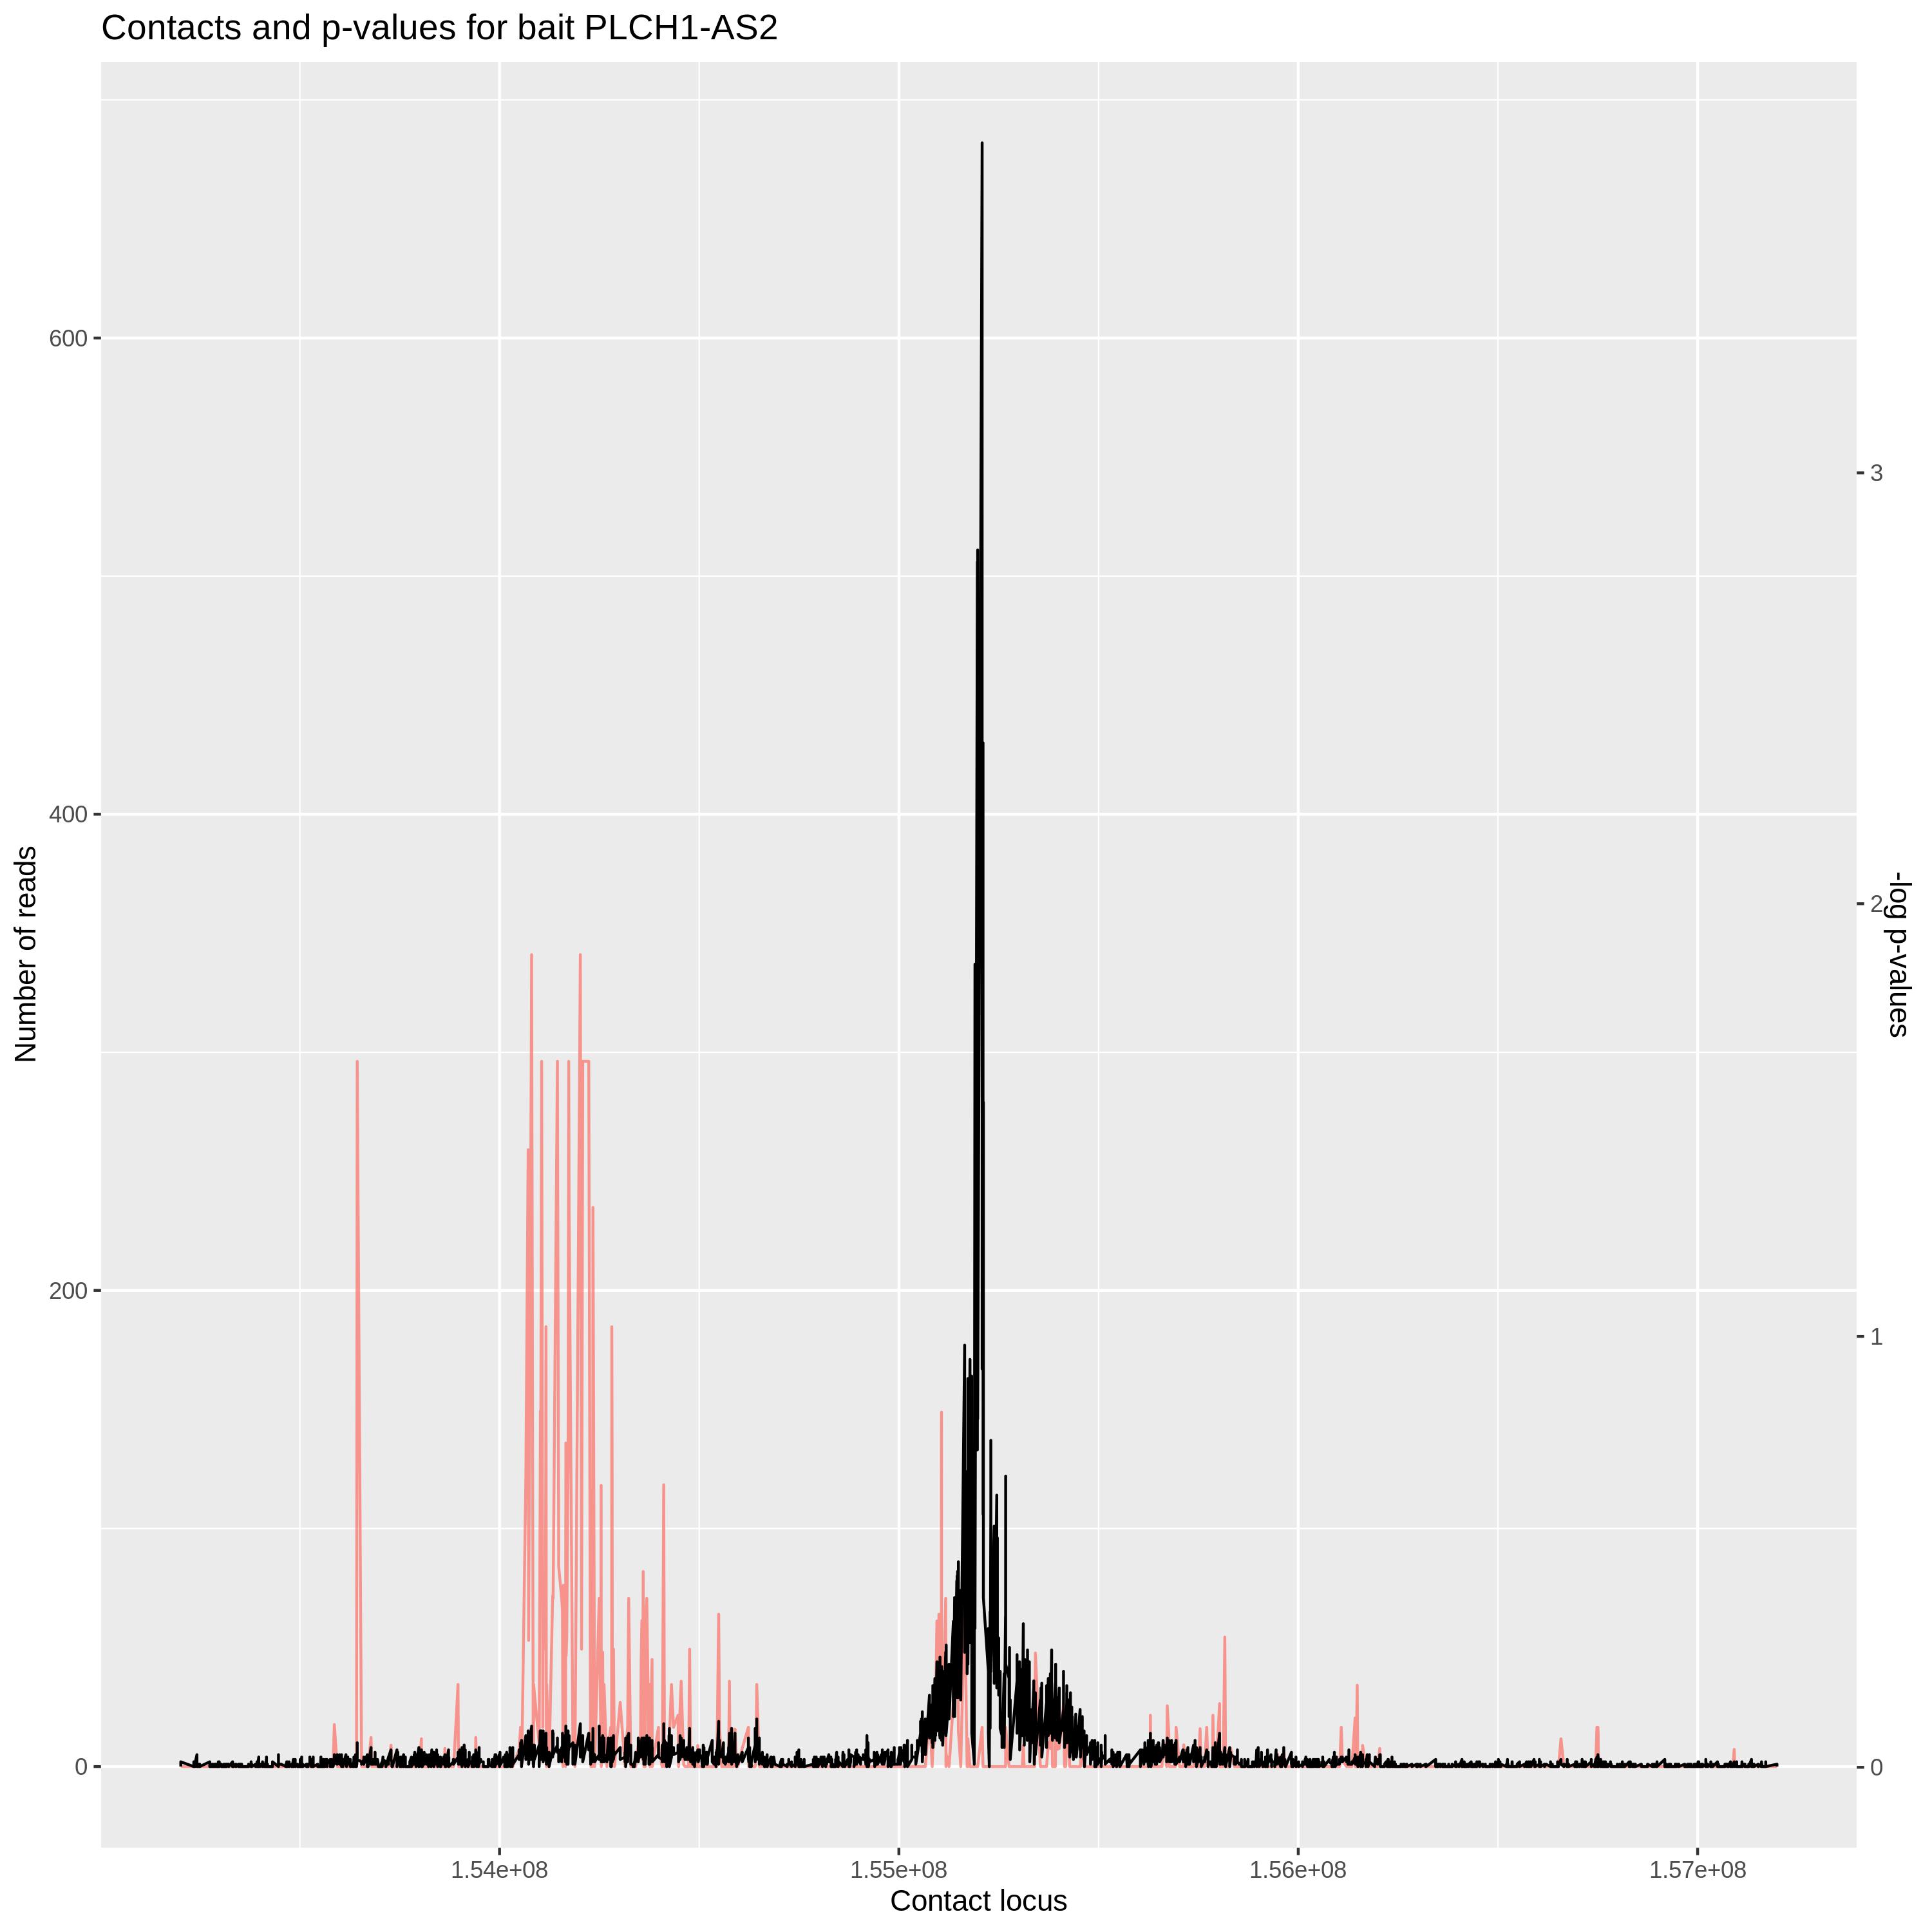 Contacts and p-values for bait PLCH1-AS2
600
400
200
0
Number of reads
3
2
1
0
-log p-values
1.54e+08
1.55e+08
1.56e+08
1.57e+08
Contact locus